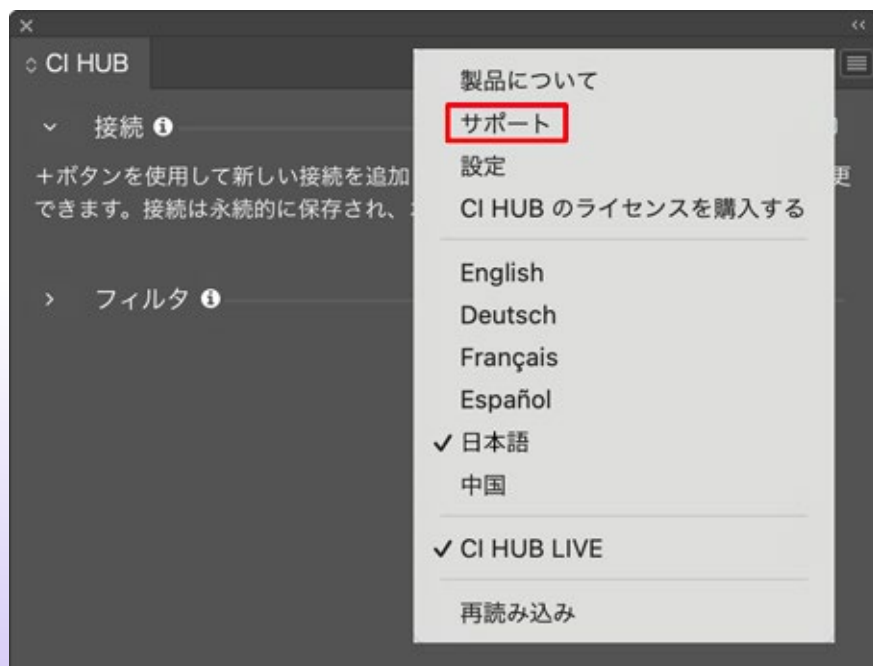 CI HUB
接続
+ボタンを使用して新しい接続を追加
更
できます。接続は永続的に保存され、
フィルタ
製品について
サポート
設定
CI HUB のライセンスを購入する
English
Deutsch
Français
Español
日本語
中国
CI HUB LIVE
再読み込み